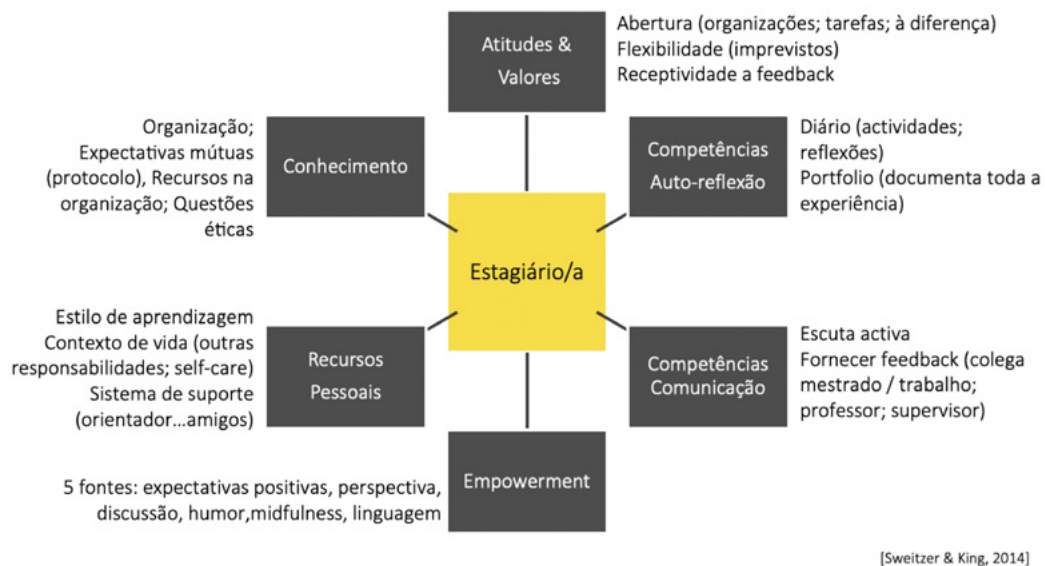 Atitudes &
Valores
Abertura (organizações; tarefas; à diferença)
Flexibilidade (imprevistos)
Receptividade a feedback
Organização;
Expectativas mútuas
(protocolo), Recursos na
organização; Questões
éticas
Conhecimento
Competências
Auto-reflexão
Diário (actividades;
reflexões)
Portfolio (documenta toda a
experiência)
Estagiário/a
Estilo de aprendizagem
Contexto de vida (outras
responsabilidades; self-care)
Sistema de suporte
(orientador...amigos)
Recursos
Pessoais
Competências
Comunicação
Escuta activa
Fornecer feedback (colega
mestrado / trabalho;
professor; supervisor)
Empowerment
5 fontes: expectativas positivas, perspectiva,
discussão, humor,midfulness, linguagem
[Sweitzer & King, 2014]